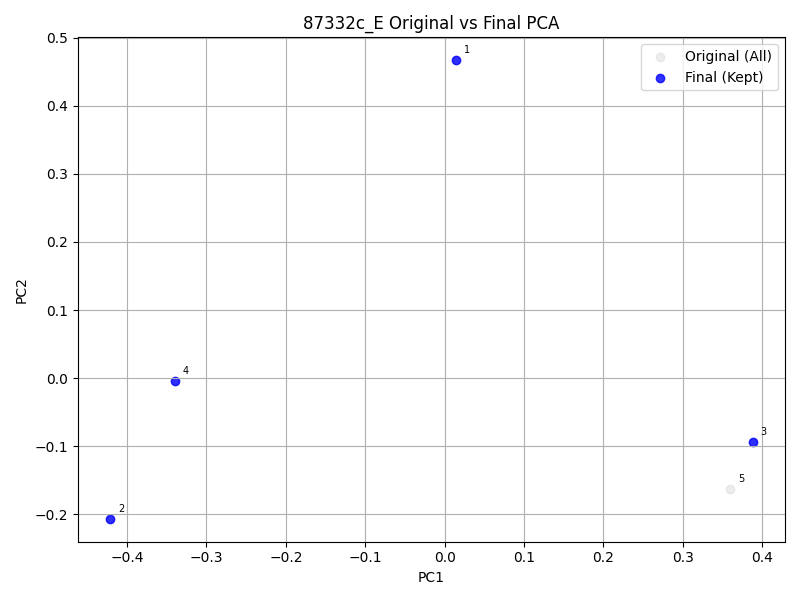 87332c_E Original vs Final PCA
Original (All)
Final (Kept)
PC2
0.5
0.4
0.3
0.2
0.1
0.0
−0.1
−0.2
1
4
3
5
2
−0.4 −0.3 −0.2 −0.1 0.0 0.1 0.2 0.3 0.4
PC1